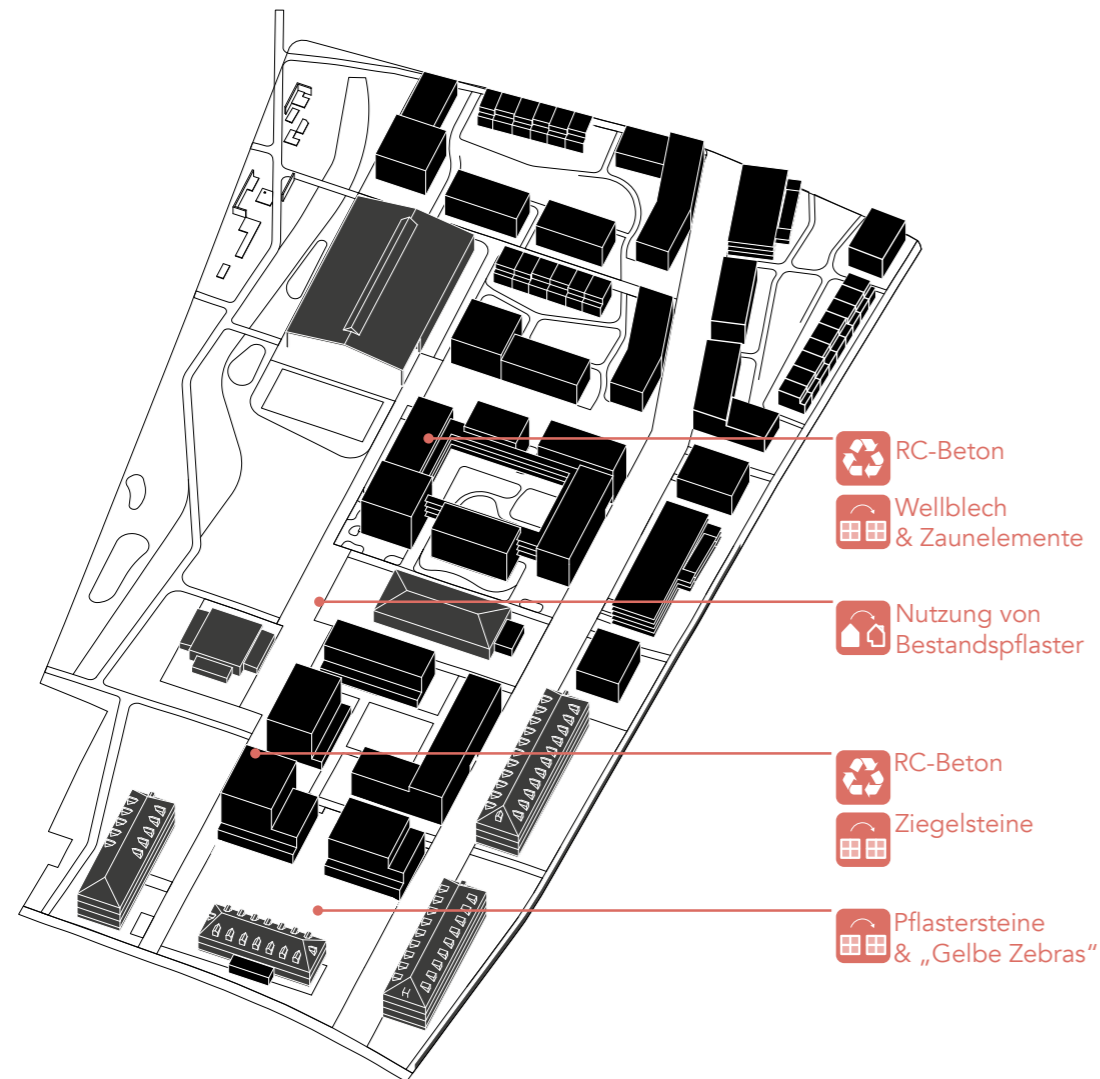 RC-Beton
Wellblech
& Zaunelemente
Nutzung von
Bestandspflaster
RC-Beton
Ziegelsteine
Pflastersteine
& „Gelbe Zebras“